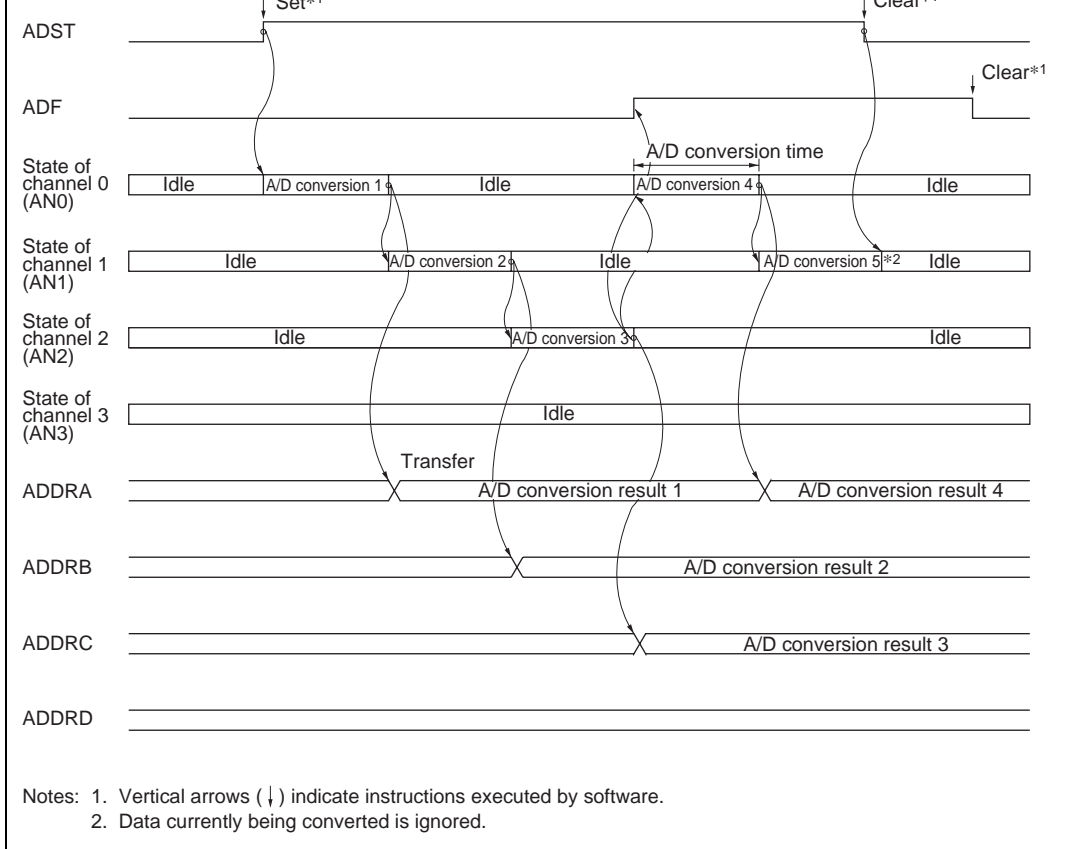 Set*1
Clear*1
ADST
Clear*1
ADF
A/D conversion time
State of
channel 0
(AN0)
Idle
A/D conversion 1
Idle
A/D conversion 4
Idle
State of
channel 1
(AN1)
Idle
A/D conversion 2
Idle
A/D conversion 5
*2
Idle
State of
channel 2
(AN2)
Idle
A/D conversion 3
Idle
State of
channel 3
(AN3)
Idle
Transfer
ADDRA
A/D conversion result 1
A/D conversion result 4
ADDRB
A/D conversion result 2
ADDRC
A/D conversion result 3
ADDRD
Notes: 1. Vertical arrows (↓) indicate instructions executed by software.
2. Data currently being converted is ignored.